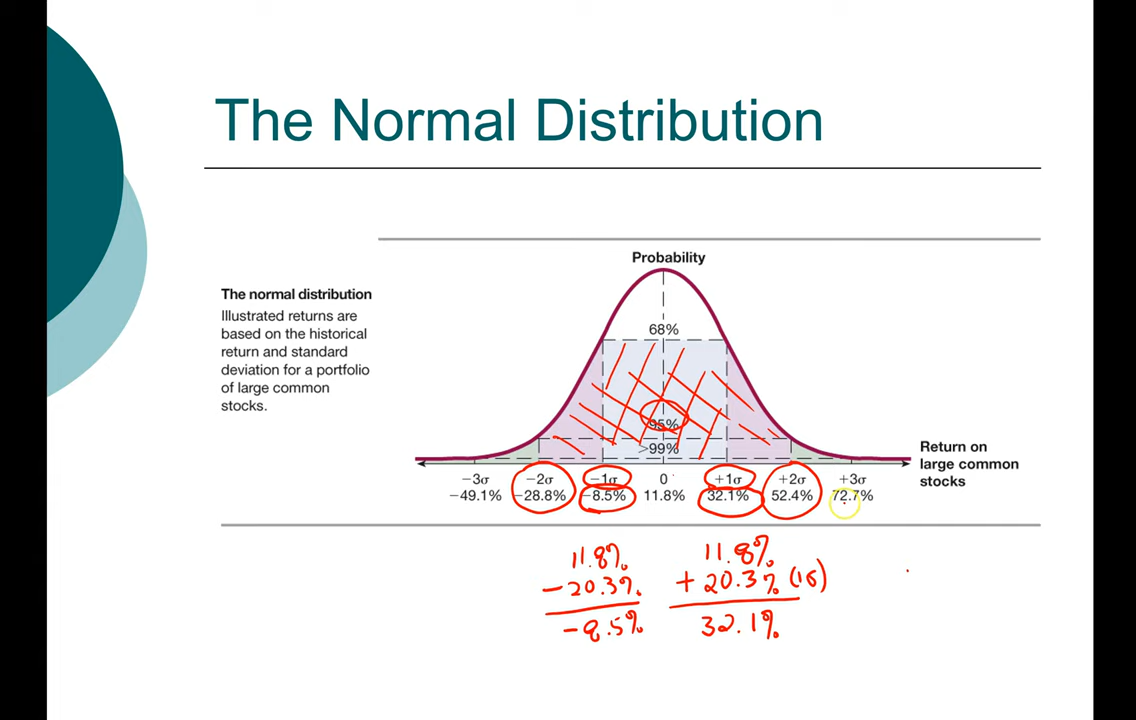 The Normal Distribution
Probability
The normal distribution
Illustrated returns are
based on the historical
return and standard
deviation for a portfolio
of large common
stocks.
68%
95%
>99%
Return on
large common
stocks
−3σ −2σ −1σ 0 +1σ +2σ +3σ
−49.1% −28.8% −8.5% 11.8% 32.1% 52.4% 72.7%
11.8% 11.8%
−20.3% +20.3% (1σ)
−8.5% 32.1%